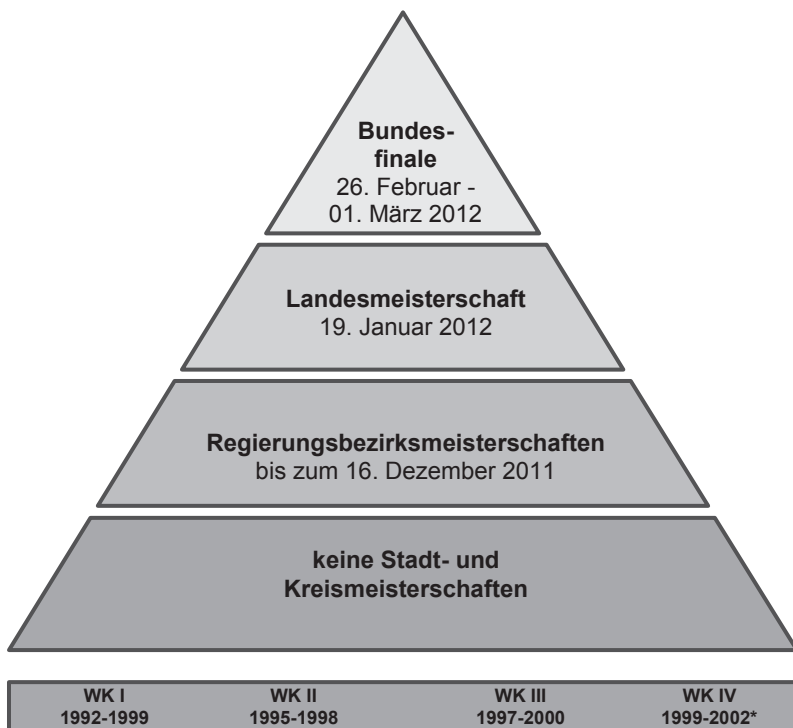 Bundes-
finale
26. Februar -
01. März 2012
Landesmeisterschaft
19. Januar 2012
Regierungsbezirksmeisterschaften
bis zum 16. Dezember 2011
keine Stadt- und
Kreismeisterschaften
WK I WK II WK III WK IV
1992-1999 1995-1998 1997-2000 1999-2002*